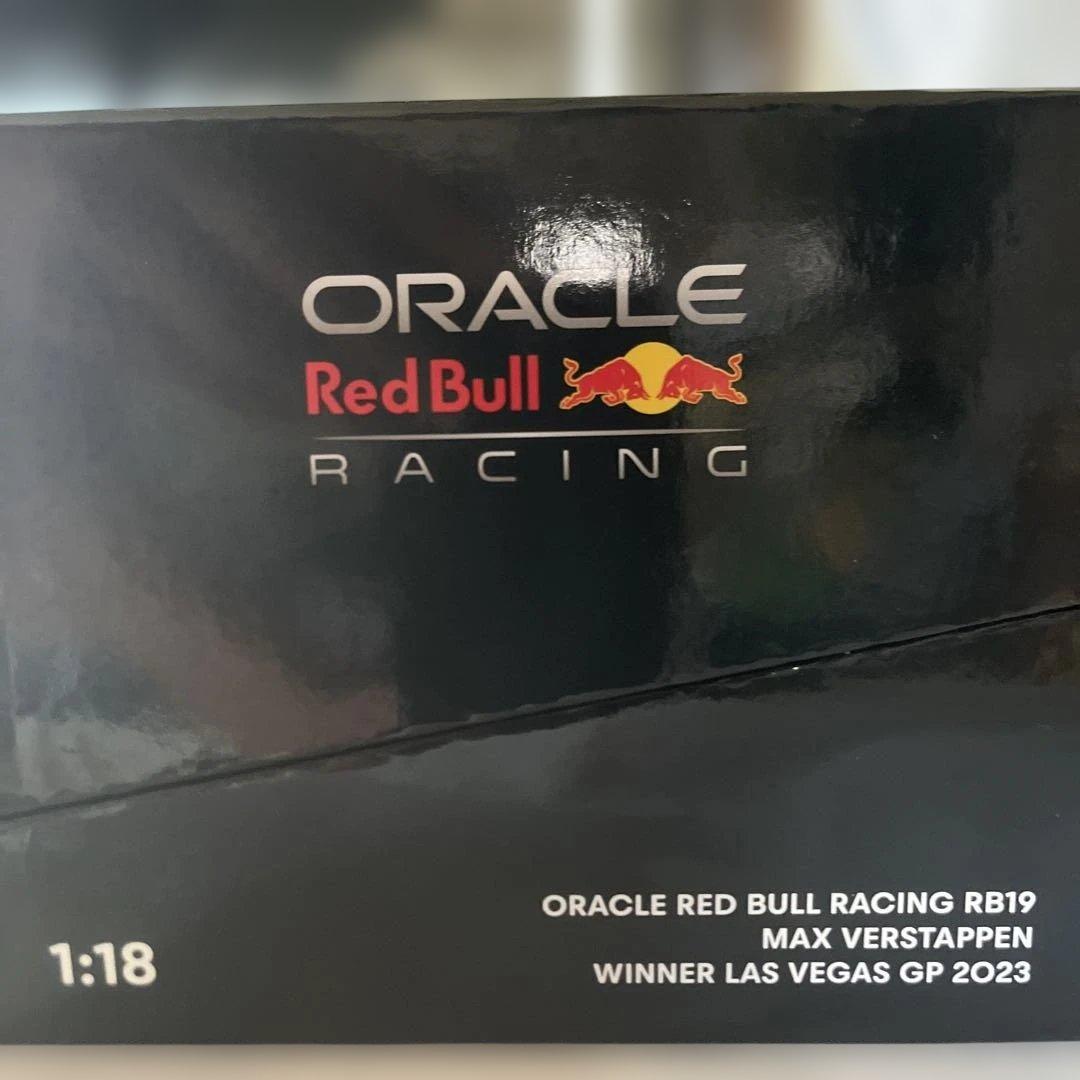 ORACLE
Red Bull
RACING
1:18
ORACLE RED BULL RACING RB19
MAX VERSTAPPEN
WINNER LAS VEGAS GP 2023